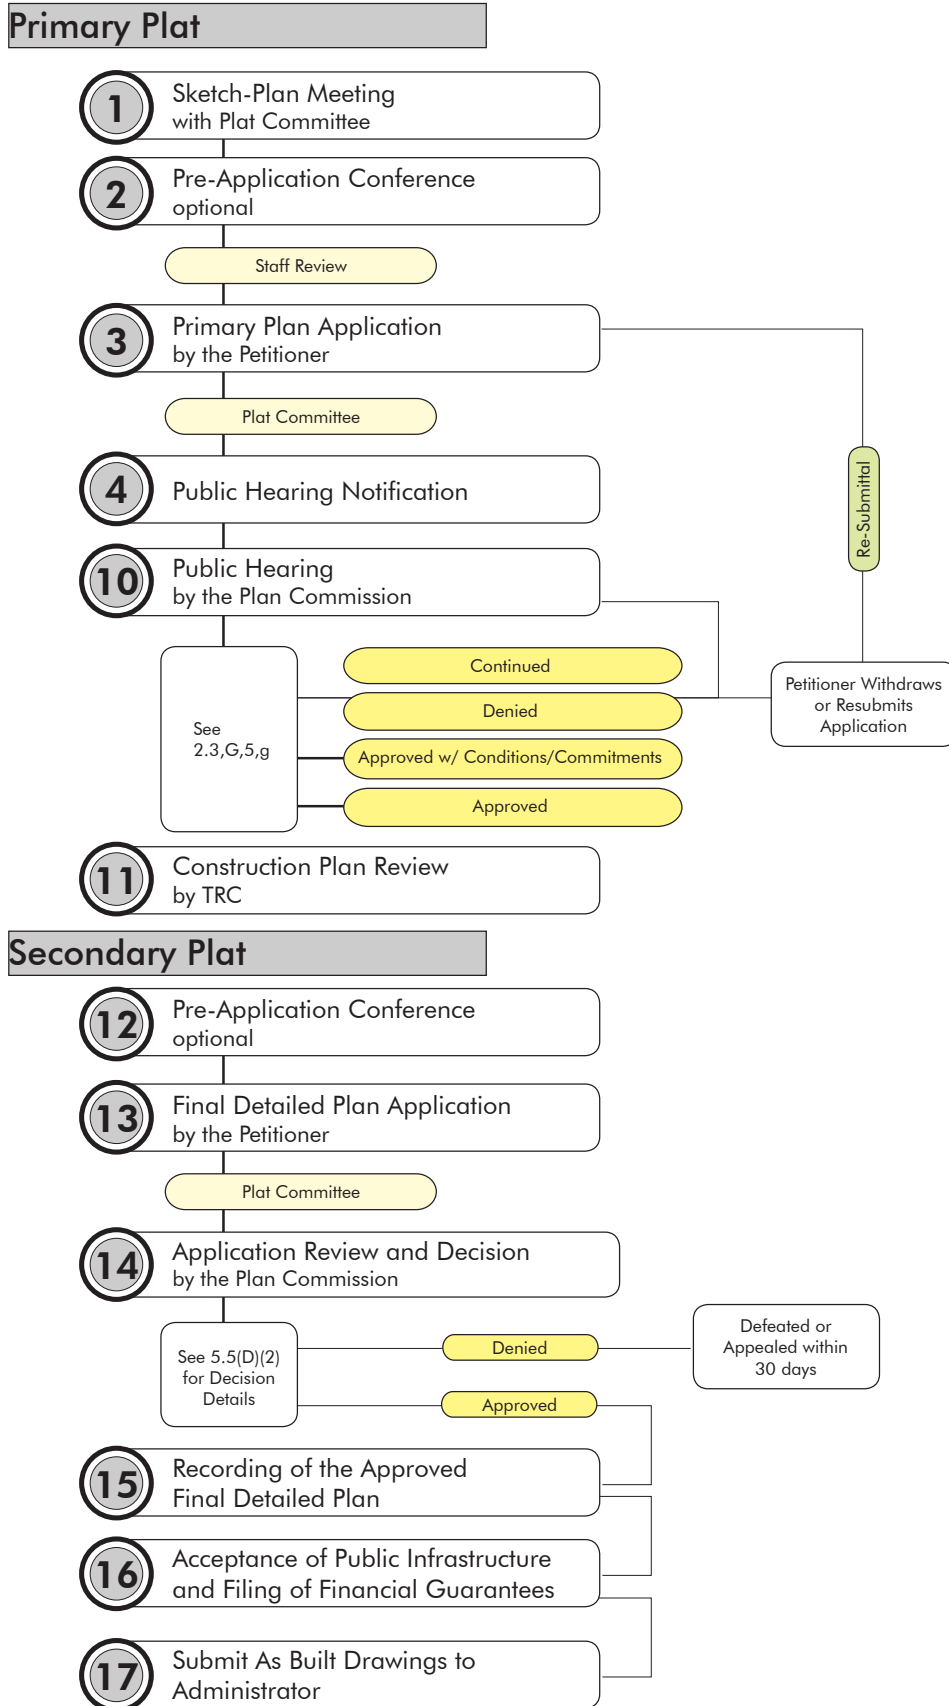 Primary Plat
1
Sketch-Plan Meeting
with Plat Committee
2
Pre-Application Conference
optional
Staff Review
3
Primary Plan Application
by the Petitioner
Plat Committee
4
Public Hearing Notification
Re-Submittal
10
Public Hearing
by the Plan Commission
See
2.3,G,5,g
Continued
Denied
Approved w/ Conditions/Commitments
Approved
Petitioner Withdraws
or Resubmits
Application
11
Construction Plan Review
by TRC
Secondary Plat
12
Pre-Application Conference
optional
13
Final Detailed Plan Application
by the Petitioner
Plat Committee
14
Application Review and Decision
by the Plan Commission
See 5.5(D)(2)
for Decision
Details
Denied
Approved
Defeated or
Appealed within
30 days
15
Recording of the Approved
Final Detailed Plan
16
Acceptance of Public Infrastructure
and Filing of Financial Guarantees
17
Submit As Built Drawings to
Administrator